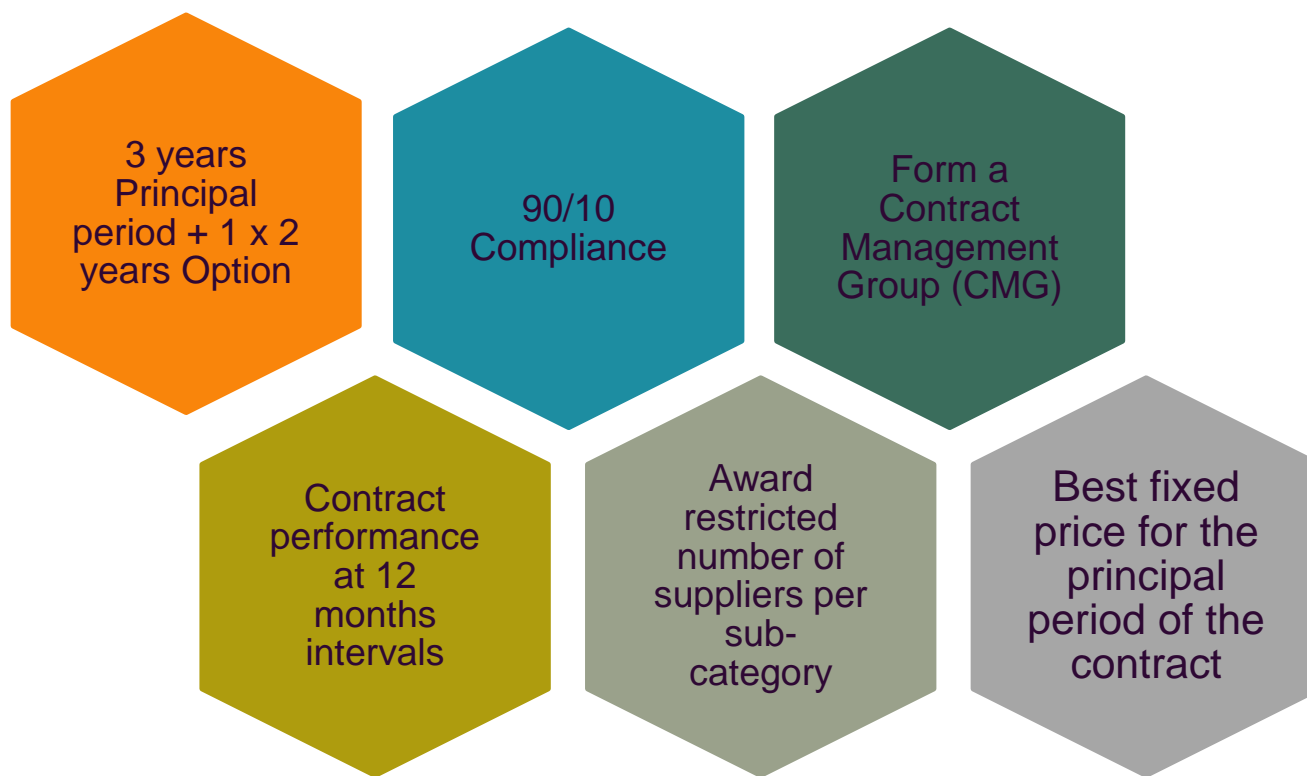 3 years
Principal
period + 1 x 2
years Option
90/10
Compliance
Form a
Contract
Management
Group (CMG)
Contract
performance
at 12
months
intervals
Award
restricted
number of
suppliers per
sub-
category
Best fixed
price for the
principal
period of the
contract